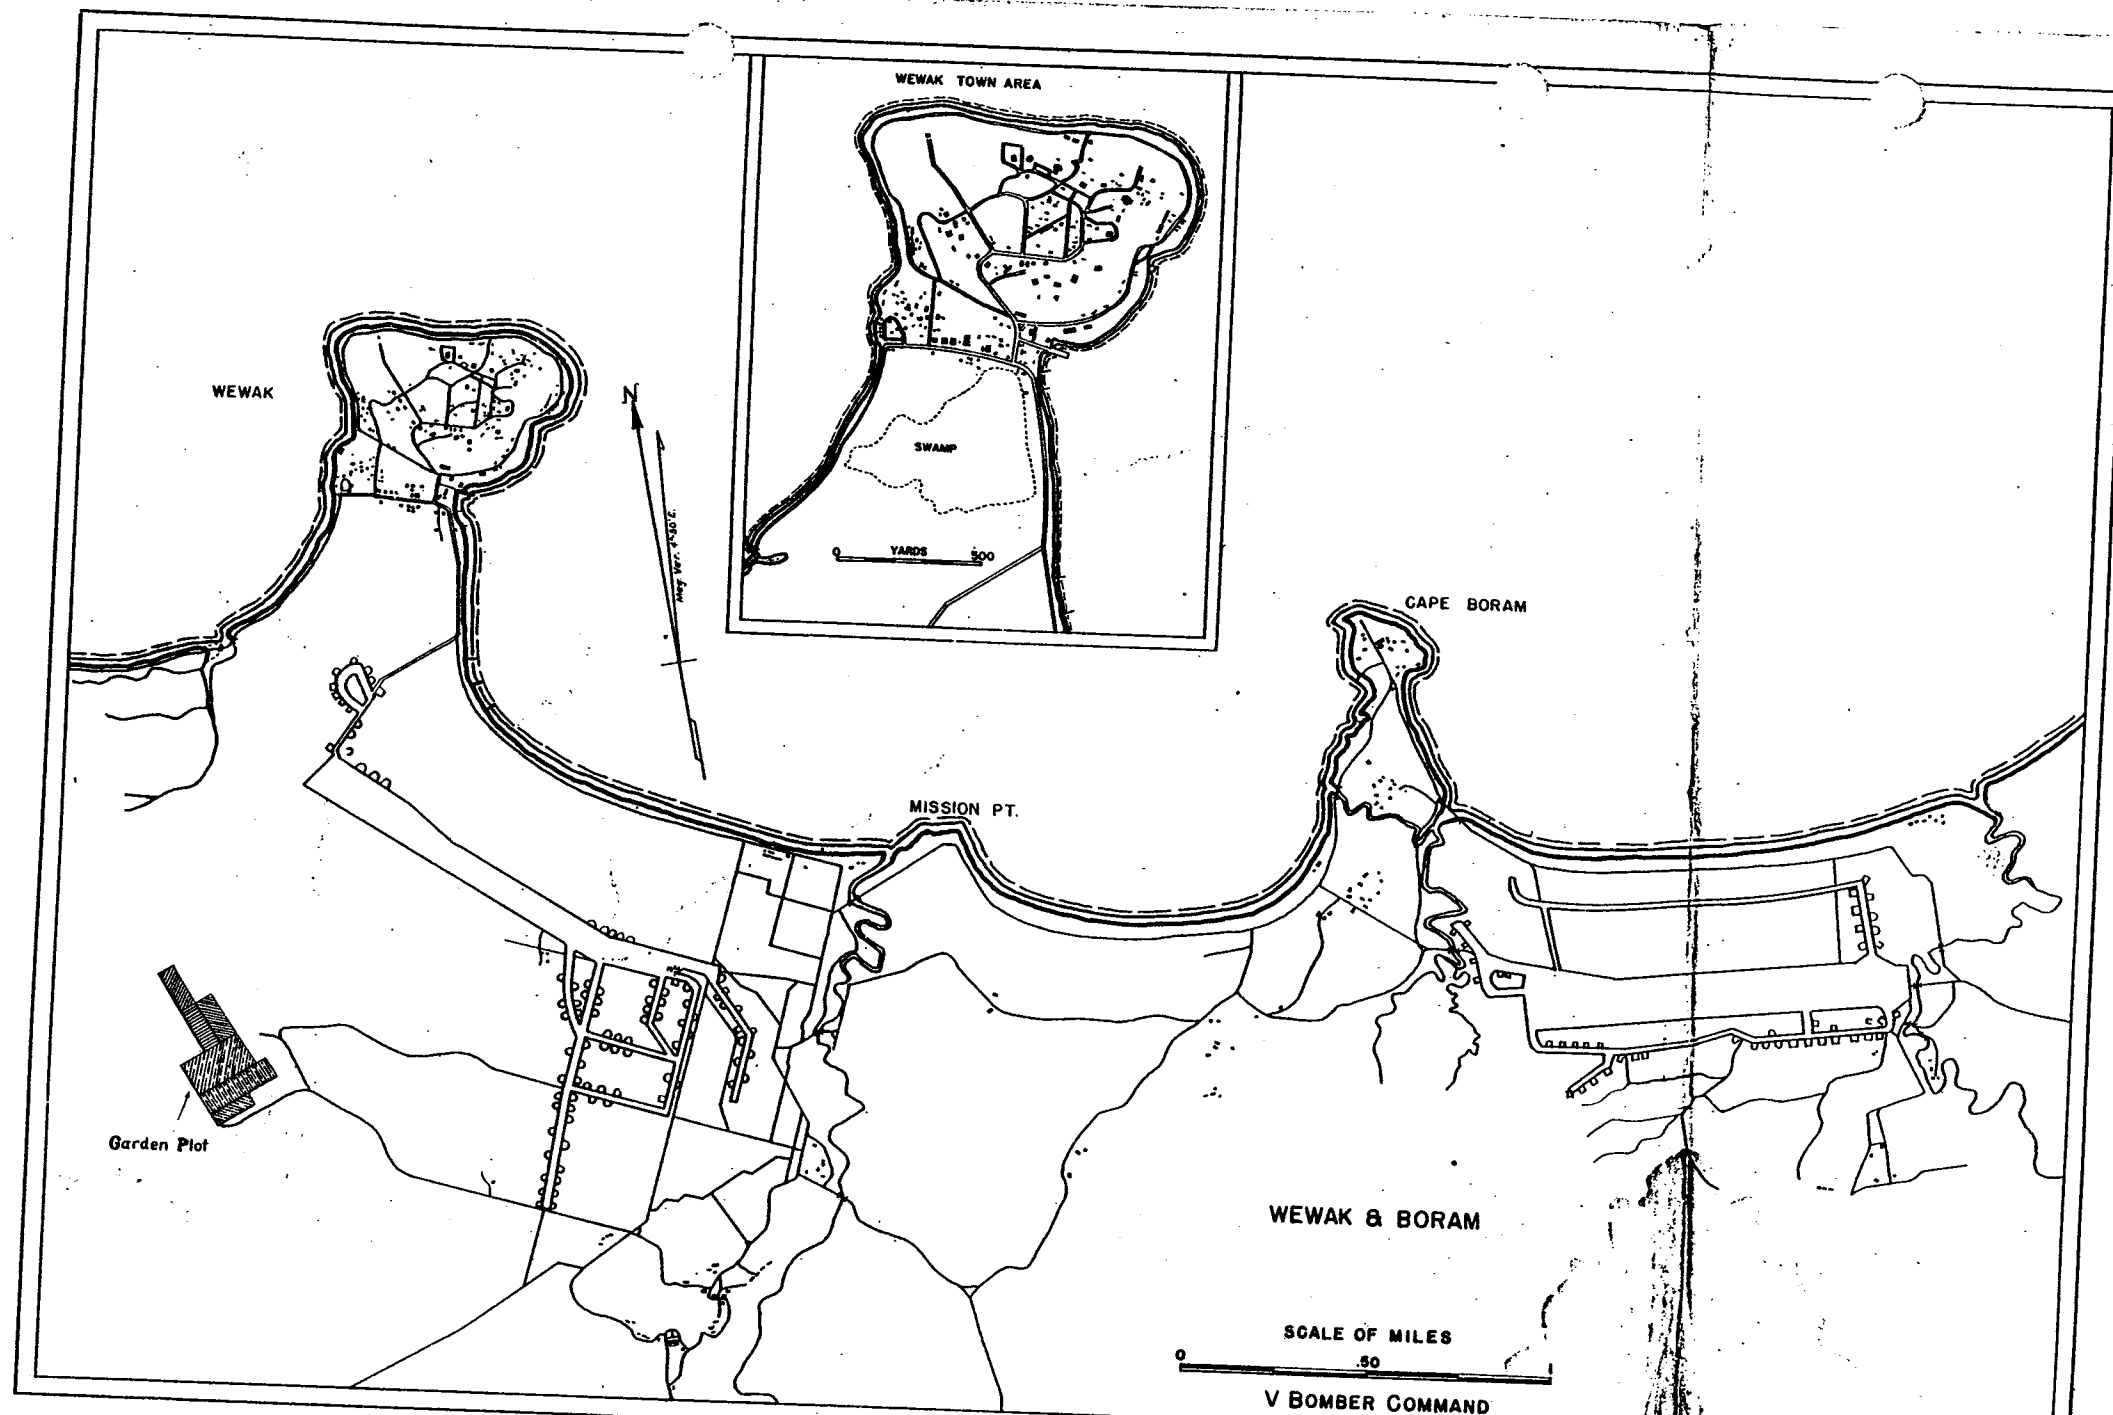 WEWAK TOWN AREA
WEWAK
N
SWAMP
0 YARDS 500
CAPE BORAM
MISSION PT.
Garden Plot
WEWAK & BORAM
SCALE OF MILES
0 .50 1
V BOMBER COMMAND